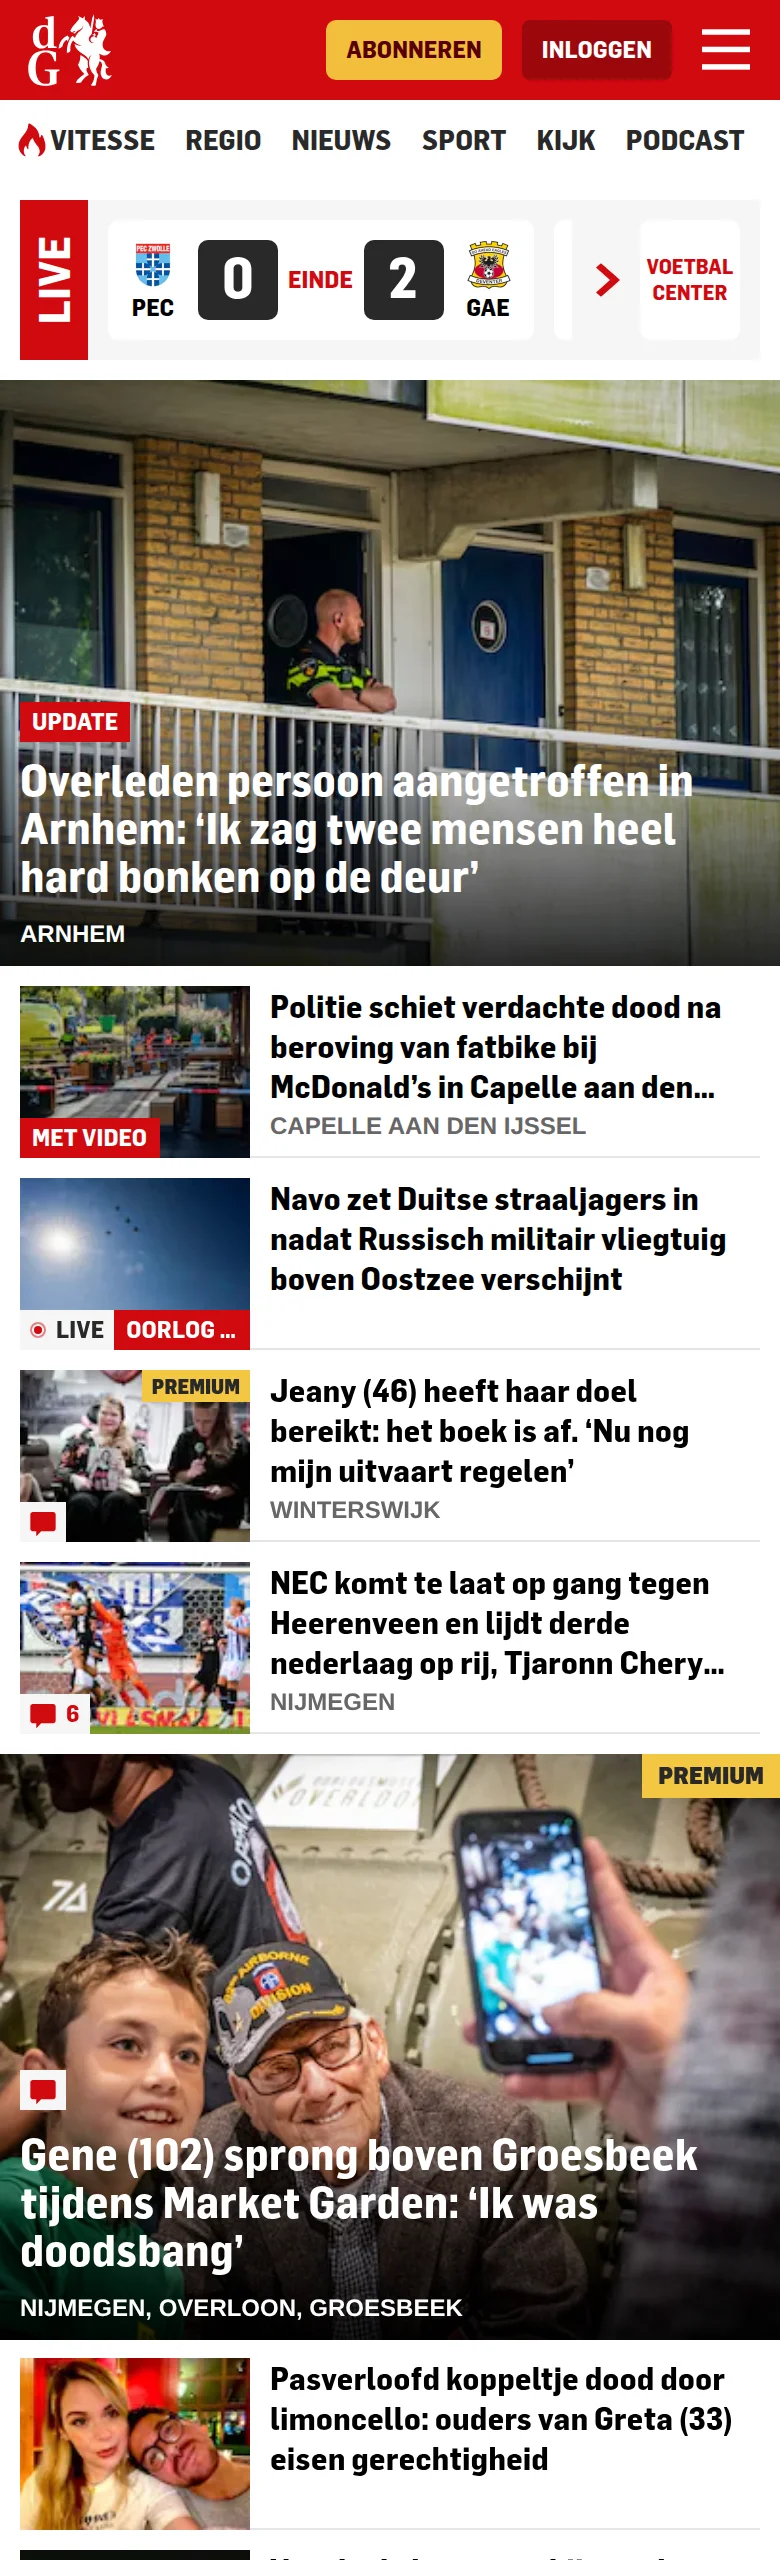 dG
ABONNEREN
INLOGGEN
VITESSE REGIO NIEUWS SPORT KIJK PODCAST
LIVE
PEC ZWOLLE
PEC
0
EINDE
2
GAE
VOETBAL
CENTER
UPDATE
Overleden persoon aangetroffen in
Arnhem: ‘Ik zag twee mensen heel
hard bonken op de deur’
ARNHEM
MET VIDEO
Politie schiet verdachte dood na
beroving van fatbike bij
McDonald’s in Capelle aan den...
CAPELLE AAN DEN IJSSEL
LIVE
OORLOG ...
Navo zet Duitse straaljagers in
nadat Russisch militair vliegtuig
boven Oostzee verschijnt
PREMIUM
Jeany (46) heeft haar doel
bereikt: het boek is af. ‘Nu nog
mijn uitvaart regelen’
WINTERSWIJK
6
NEC komt te laat op gang tegen
Heerenveen en lijdt derde
nederlaag op rij, Tjaronn Chery...
NIJMEGEN
PREMIUM
OVERLOO
AIRBORNE
DIVISION
Gene (102) sprong boven Groesbeek
tijdens Market Garden: ‘Ik was
doodsbang’
NIJMEGEN, OVERLOON, GROESBEEK
Pasverloofd koppeltje dood door
limoncello: ouders van Greta (33)
eisen gerechtigheid